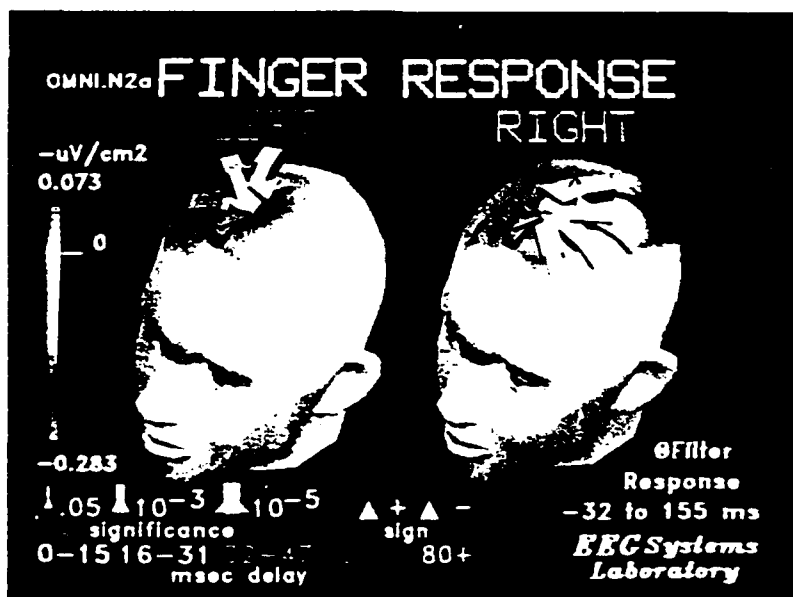 OMNI.N2a FINGER RESPONSE
RIGHT
-uV/cm2
0.073
0
-0.283
θFilter
Response
-32 to 155 ms
EEG Systems
Laboratory
.05 10-3 10-5
significance
+ -
sign
0-15 16-31 80+
msec delay